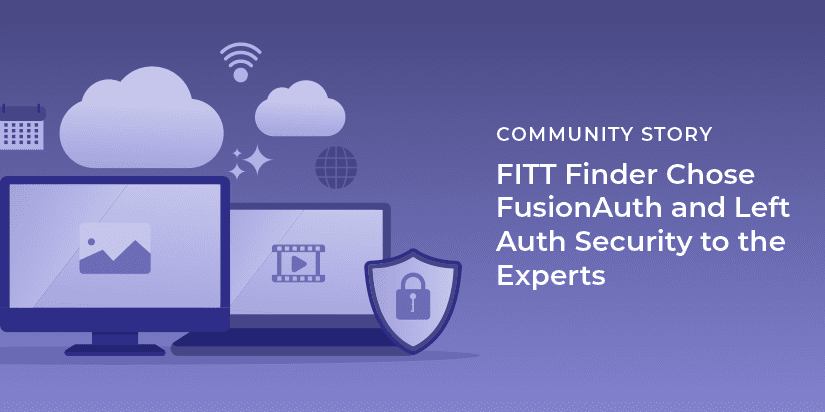 COMMUNITY STORY
FITT Finder Chose
FusionAuth and Left
Auth Security to the
Experts